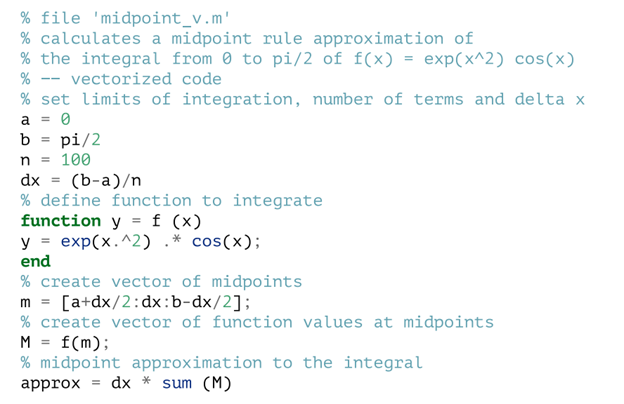 % file 'midpoint_v.m'
% calculates a midpoint rule approximation of
% the integral from 0 to pi/2 of f(x) = exp(x^2) cos(x)
% -- vectorized code
% set limits of integration, number of terms and delta x
a = 0
b = pi/2
n = 100
dx = (b-a)/n
% define function to integrate
function y = f (x)
y = exp(x.^2) .* cos(x);
end
% create vector of midpoints
m = [a+dx/2:dx:b-dx/2];
% create vector of function values at midpoints
M = f(m);
% midpoint approximation to the integral
approx = dx * sum (M)